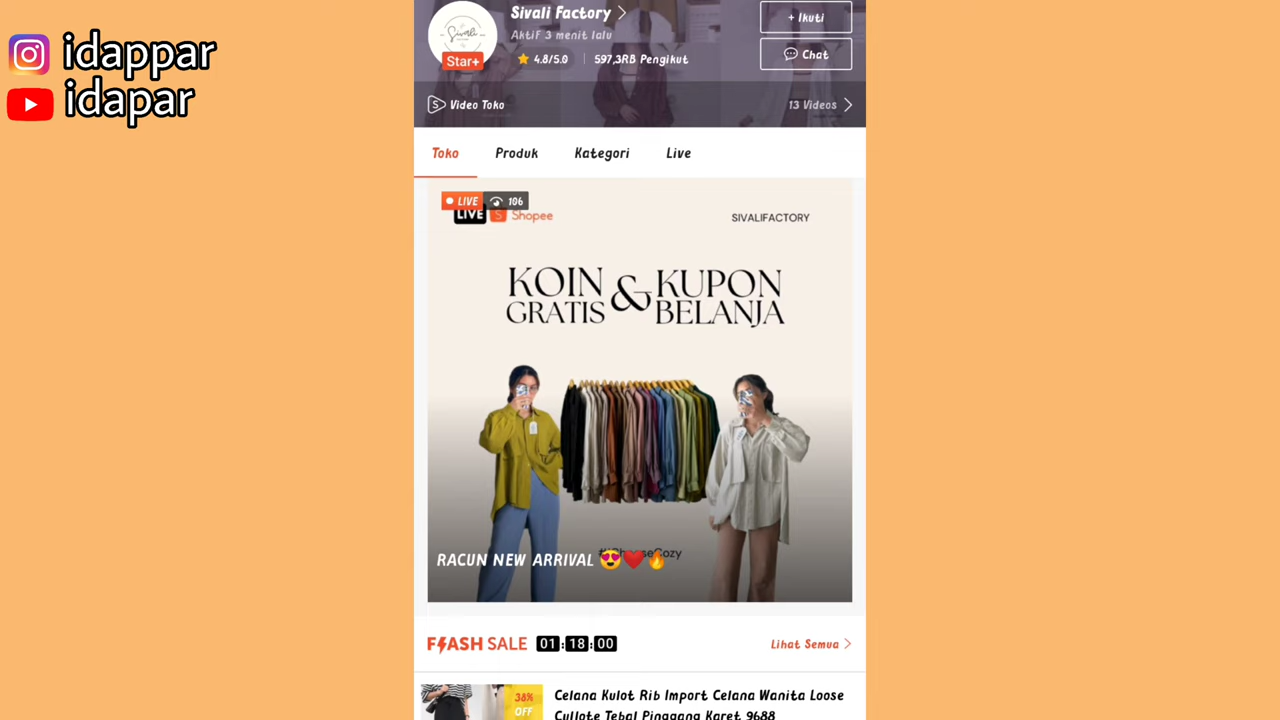 idappar
idapar
Sivali Factory
Aktif 3 menit lalu
+ Ikuti
Sivali
Star+
4.8/5.0
597,3RB Pengikut
Chat
Video Toko
13 Videos
Toko
Produk
Kategori
Live
LIVE
106
LIVE
Shopee
SIVALIFACTORY
KOIN GRATIS & KUPON BELANJA
RACUN NEW ARRIVAL 😍❤️🔥
FLASH SALE
01:18:00
Lihat Semua
38%
OFF
Celana Kulot Rib Import Celana Wanita Loose
Cullote Tebal Pinggang Karet 9688